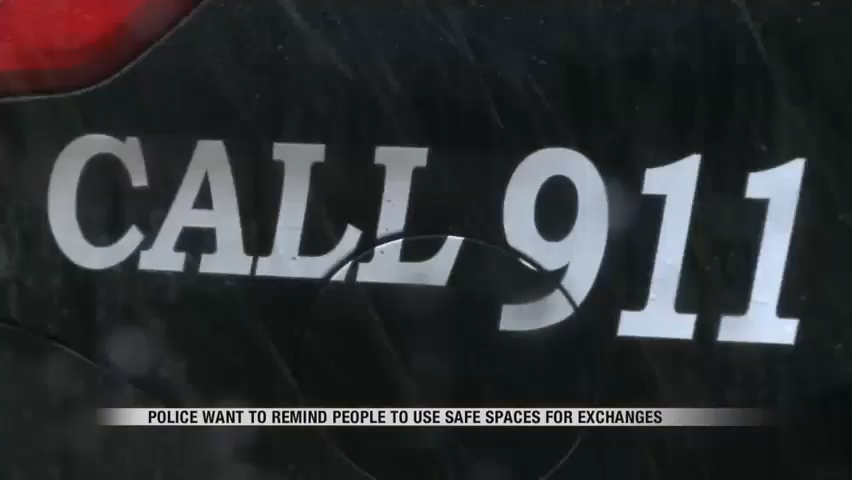 CALL 911
POLICE WANT TO REMIND PEOPLE TO USE SAFE SPACES FOR EXCHANGES